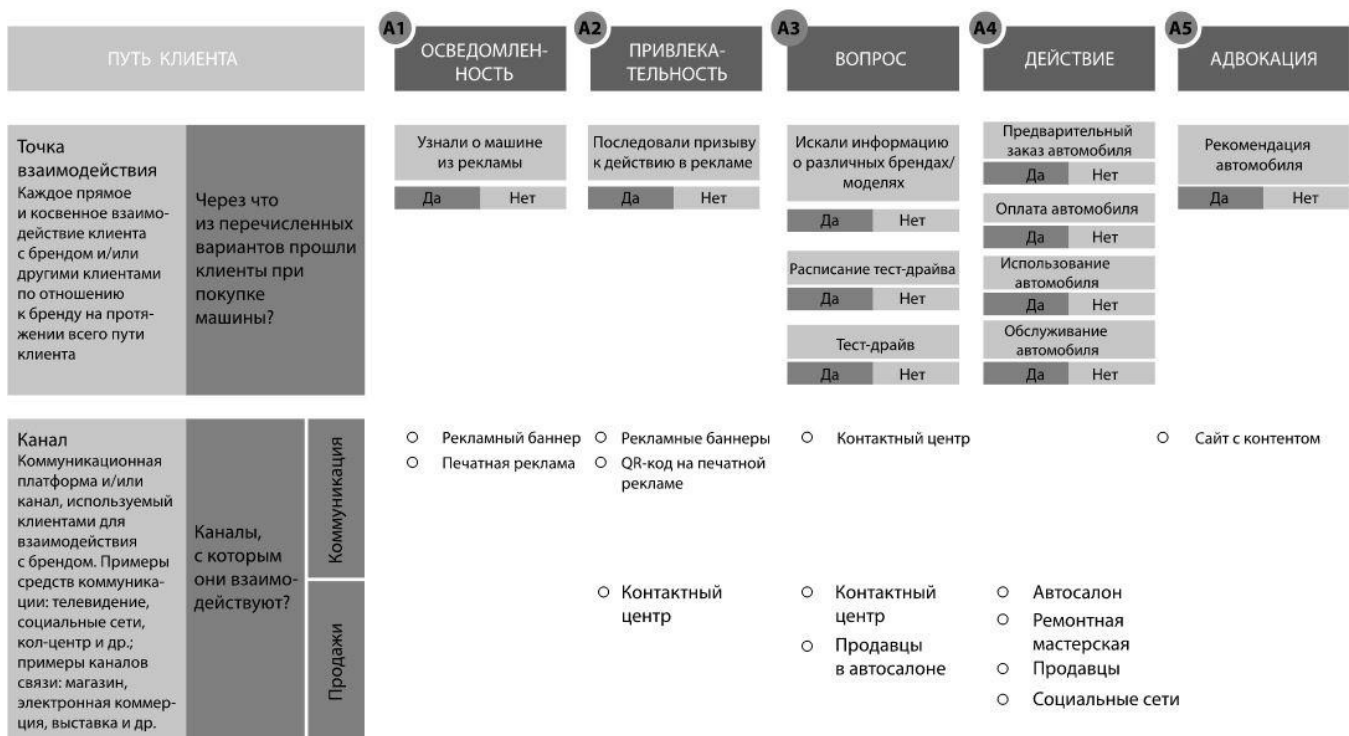 ПУТЬ КЛИЕНТА
A1
ОСВЕДОМЛЕН-
НОСТЬ
A2
ПРИВЛЕКА-
ТЕЛЬНОСТЬ
A3
ВОПРОС
A4
ДЕЙСТВИЕ
A5
АДВОКАЦИЯ
Точка
взаимодействия
Каждое прямое
и косвенное взаимо-
действие клиента
с брендом и/или
другими клиентами
по отношению
к бренду на протя-
жении всего пути
клиента
Через что
из перечисленных
вариантов прошли
клиенты при
покупке
машины?
Узнали о машине
из рекламы
Да Нет
Последовали призыву
к действию в рекламе
Да Нет
Искали информацию
о различных брендах/
моделях
Да Нет
Расписание тест-драйва
Да Нет
Тест-драйв
Да Нет
Предварительный
заказ автомобиля
Да Нет
Оплата автомобиля
Да Нет
Использование
автомобиля
Да Нет
Обслуживание
автомобиля
Да Нет
Рекомендация
автомобиля
Да Нет
Канал
Коммуникационная
платформа и/или
канал, используемый
клиентами для
взаимодействия
с брендом. Примеры
средств коммуника-
ции: телевидение,
социальные сети,
кол-центр и др.;
примеры каналов
связи: магазин,
электронная коммер-
ция, выставка и др.
Каналы,
с которым
они взаимо-
действуют?
Коммуникация
Рекламный баннер
Печатная реклама
Рекламные баннеры
QR-код на печатной
рекламе
Контактный центр
Сайт с контентом
Продажи
Контактный
центр
Контактный
центр
Продавцы
в автосалоне
Автосалон
Ремонтная
мастерская
Продавцы
Социальные сети